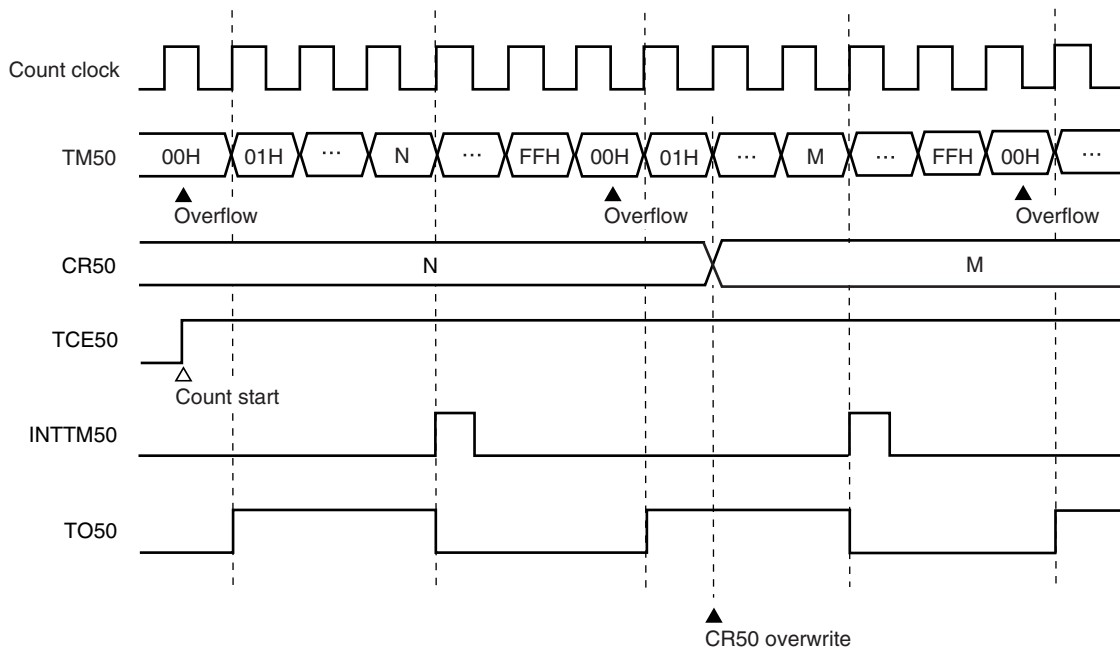 Count clock
TM50 00H 01H ... N ... FFH 00H 01H ... M ... FFH 00H ...
Overflow Overflow Overflow
CR50 N M
TCE50
Count start
INTTM50
TO50
CR50 overwrite